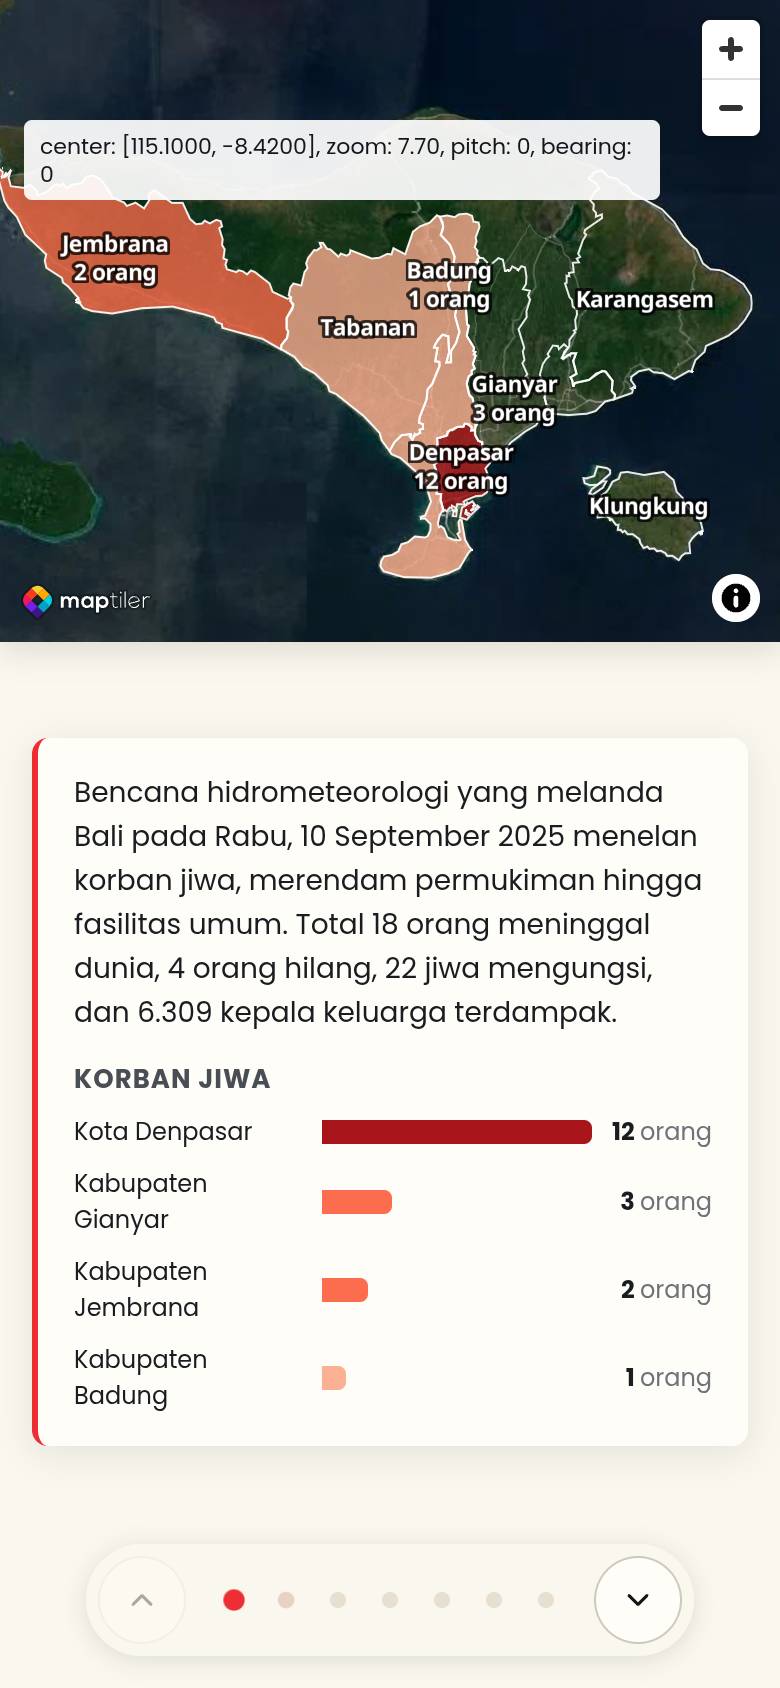 center: [115.1000, -8.4200], zoom: 7.70, pitch: 0, bearing:
0
Jembrana
2 orang
Badung
1 orang
Karangasem
Tabanan
Gianyar
3 orang
Denpasar
12 orang
Klungkung
maptiler
Bencana hidrometeorologi yang melanda
Bali pada Rabu, 10 September 2025 menelan
korban jiwa, merendam permukiman hingga
fasilitas umum. Total 18 orang meninggal
dunia, 4 orang hilang, 22 jiwa mengungsi,
dan 6.309 kepala keluarga terdampak.
KORBAN JIWA
Kota Denpasar 12 orang
Kabupaten
Gianyar 3 orang
Kabupaten
Jembrana 2 orang
Kabupaten
Badung 1 orang